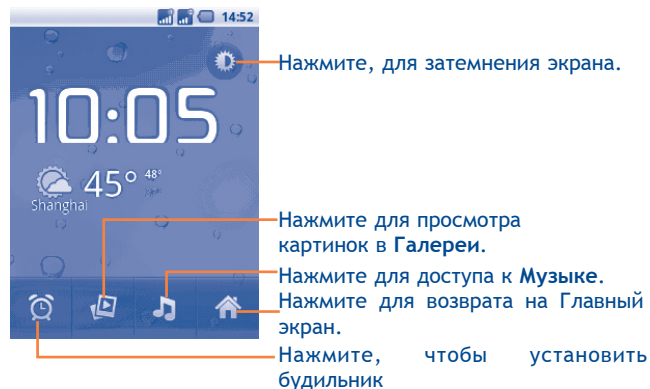 14:52
Нажмите, для затемнения экрана.
10:05
45° 48°
Shanghai
Нажмите для просмотра
картинок в Галереи.
Нажмите для доступа к Музыке.
Нажмите для возврата на Главный
экран.
Нажмите, чтобы установить
будильник